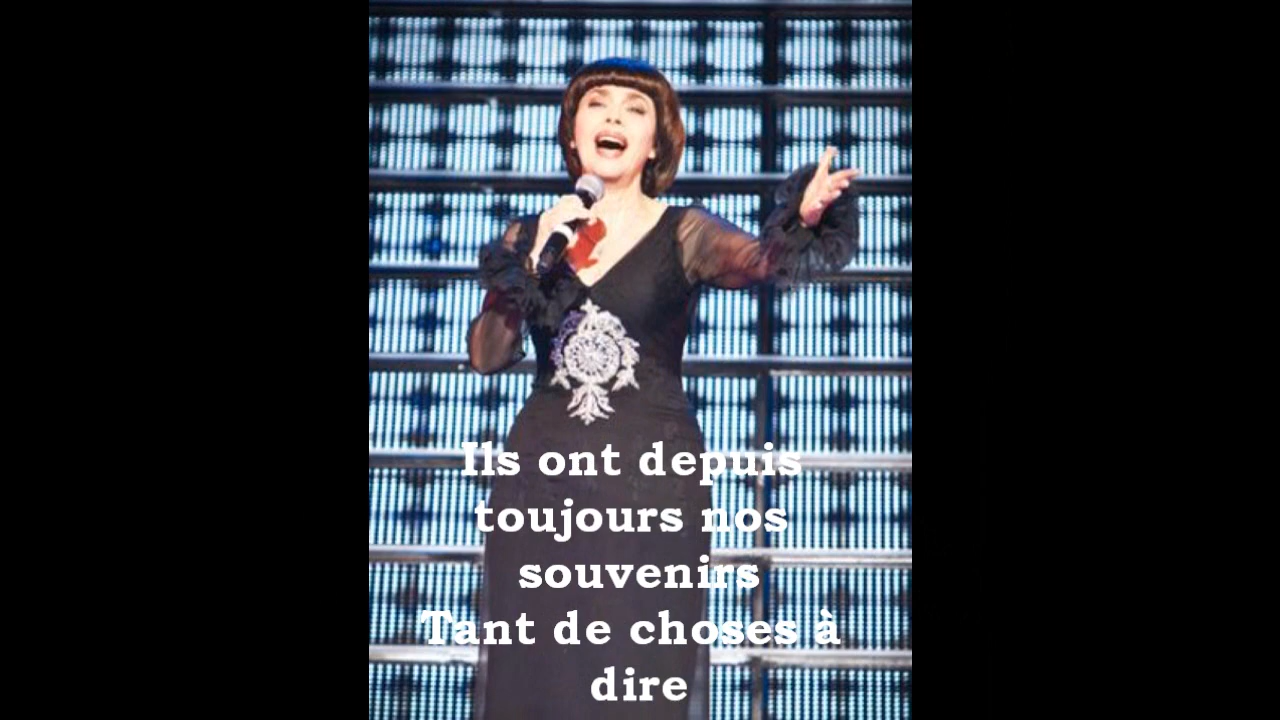 Ils ont depuis
toujours nos
souvenirs
Tant de choses à
dire